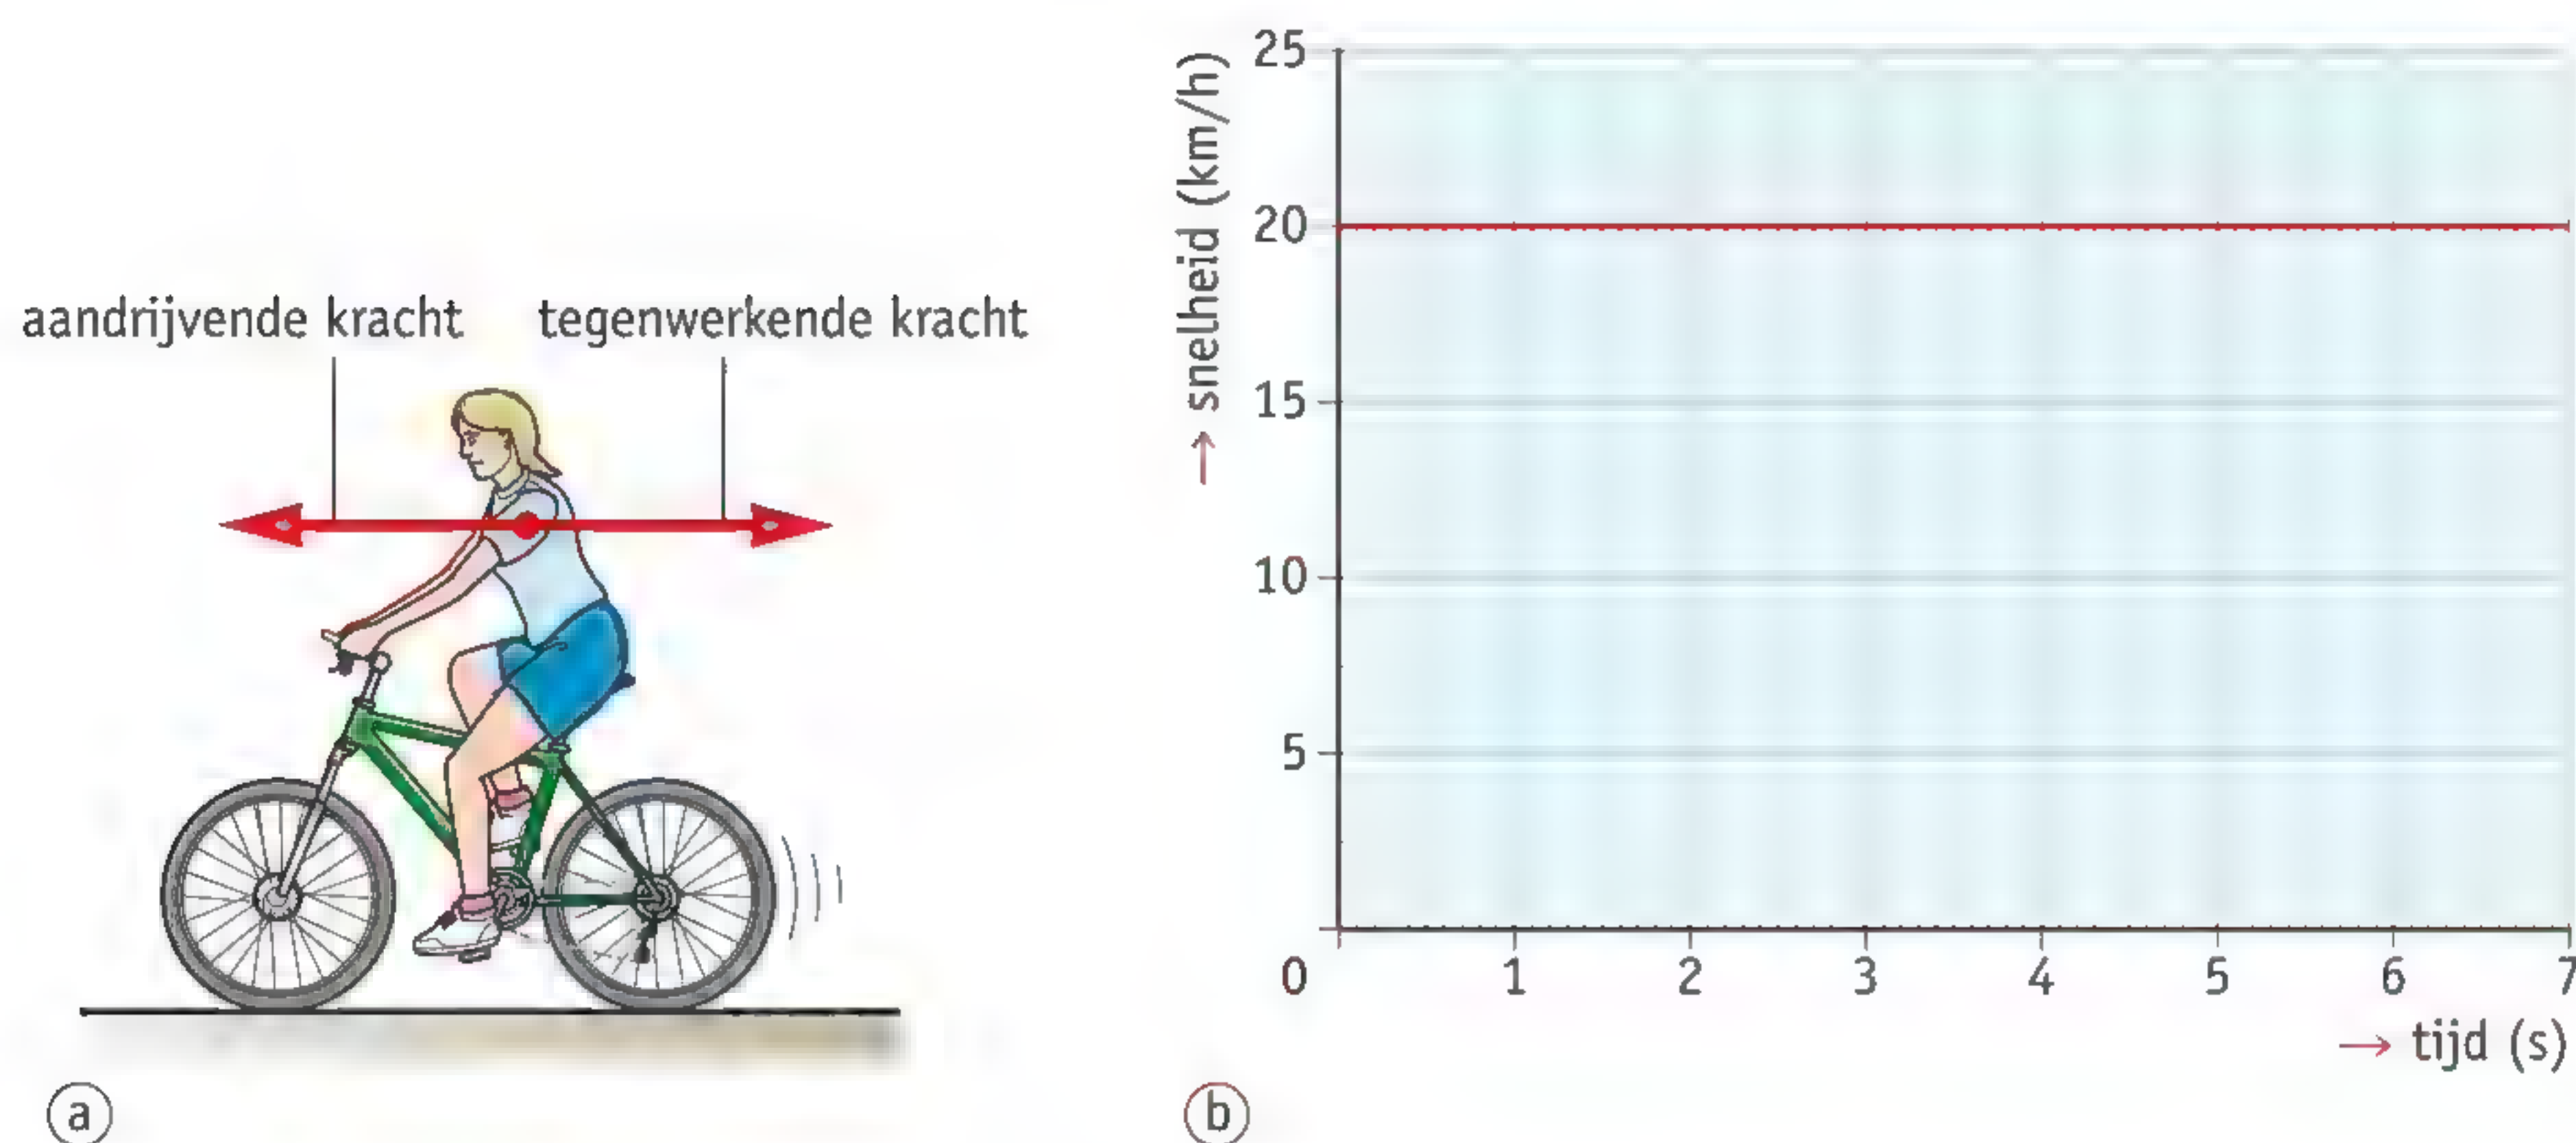 aandrijvende kracht
tegenwerkende kracht
a
→ snelheid (km/h)
25
20
15
10
5
0
1 2 3 4 5 6 7
→ tijd (s)
b